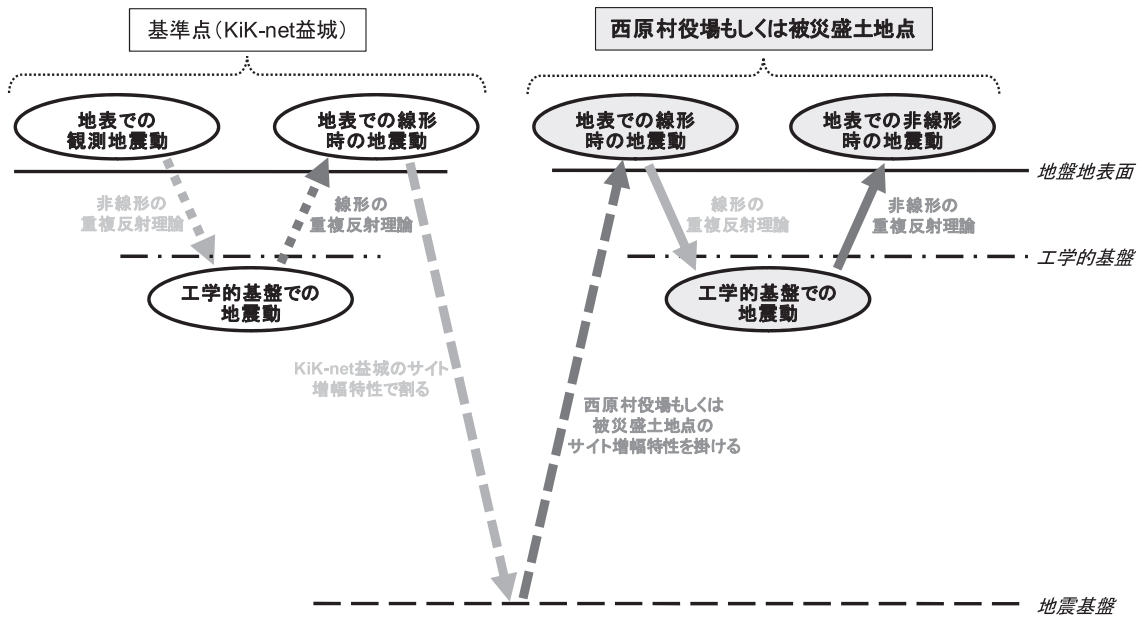 基準点(KiK-net益城)
地表での
観測地震動
地表での線形
時の地震動
非線形の
重複反射理論
線形の
重複反射理論
工学的基盤での
地震動
KiK-net益城のサイト
増幅特性で割る
西原村役場もしくは被災盛土地点
地表での線形
時の地震動
地表での非線形
時の地震動
線形の
重複反射理論
非線形の
重複反射理論
工学的基盤での
地震動
西原村役場もしくは
被災盛土地点の
サイト増幅特性を掛ける
地盤地表面
工学的基盤
地震基盤